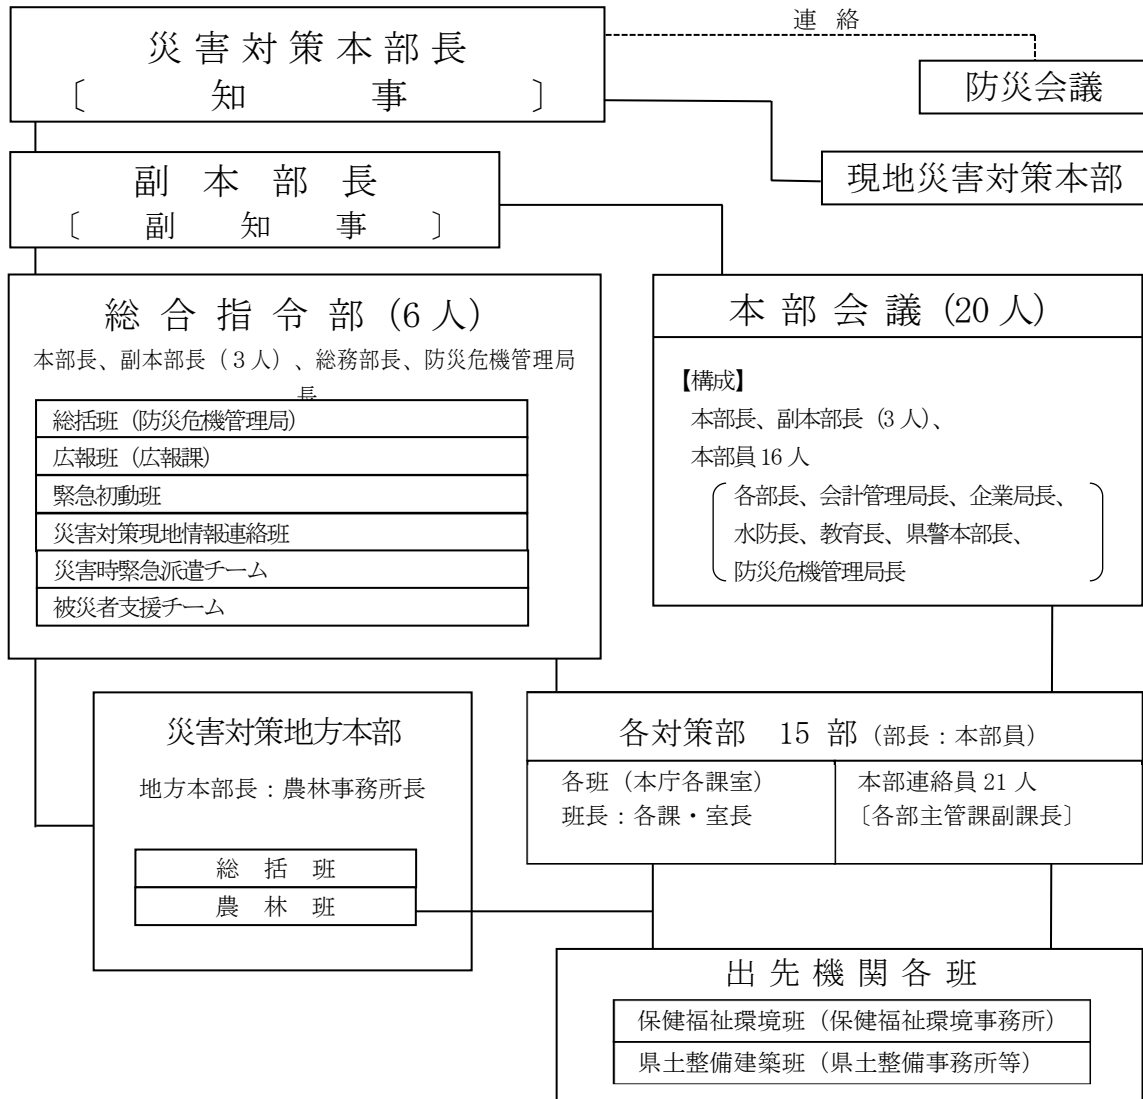 連　絡
災害対策本部長
〔　知　事　〕
防災会議
現地災害対策本部
副本部長
〔　副　知　事　〕
総合指令部（6人）
本部長、副本部長（3人）、総務部長、防災危機管理局
長
総括班（防災危機管理局）
広報班（広報課）
緊急初動班
災害対策現地情報連絡班
災害時緊急派遣チーム
被災者支援チーム
本部会議（20人）
【構成】
本部長、副本部長（3人）、
本部員16人
各部長、会計管理局長、企業局長、
水防長、教育長、県警本部長、
防災危機管理局長
災害対策地方本部
地方本部長：農林事務所長
総　括　班
農　林　班
各対策部　15部（部長：本部員）
各班（本庁各課室）
班長：各課・室長
本部連絡員21人
〔各部主管課副課長〕
出先機関各班
保健福祉環境班（保健福祉環境事務所）
県土整備建築班（県土整備事務所等）